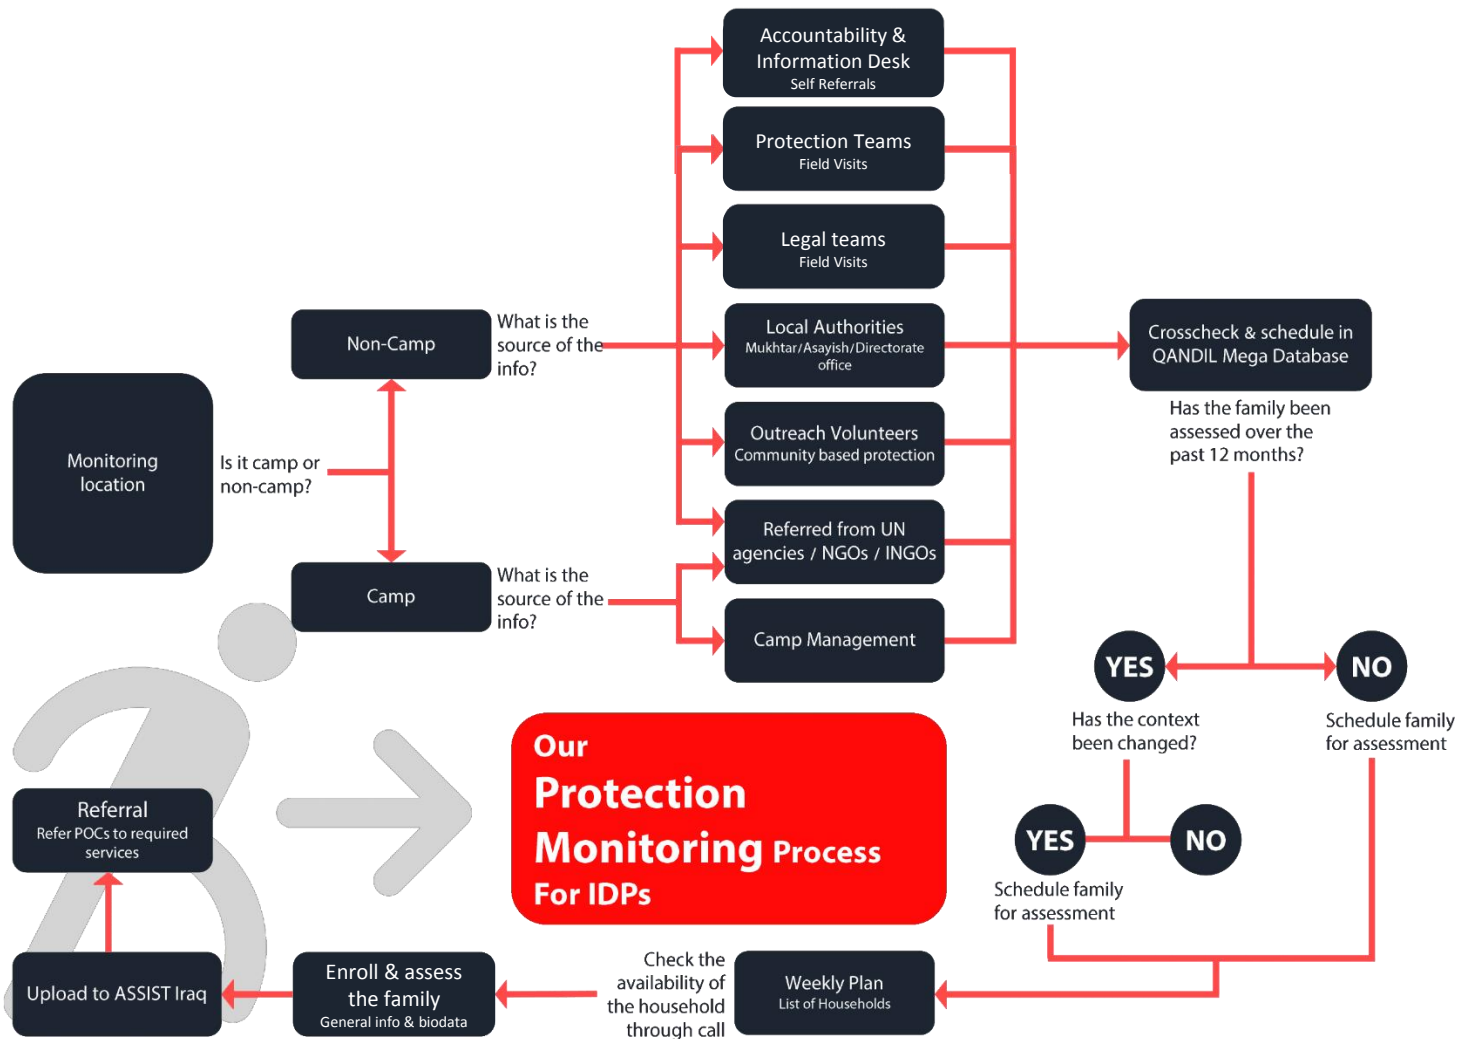 Accountability &
Information Desk
Self Referrals
Protection Teams
Field Visits
Legal teams
Field Visits
Non-Camp
What is the
source of the
info?
Local Authorities
Mukhtar/Asayish/Directorate
office
Crosscheck & schedule in
QANDIL Mega Database
Has the family been
assessed over the
past 12 months?
Monitoring
location
Is it camp or
non-camp?
Outreach Volunteers
Community based protection
Referred from UN
agencies / NGOs / INGOs
Camp
What is the
source of the
info?
Camp Management
YES
NO
Has the context
been changed?
Schedule family
for assessment
YES
NO
Schedule family
for assessment
Our
Protection
Monitoring Process
For IDPs
Referral
Refer POCs to required
services
Upload to ASSIST Iraq
Enroll & assess
the family
General info & biodata
Check the
availability of
the household
through call
Weekly Plan
List of Households